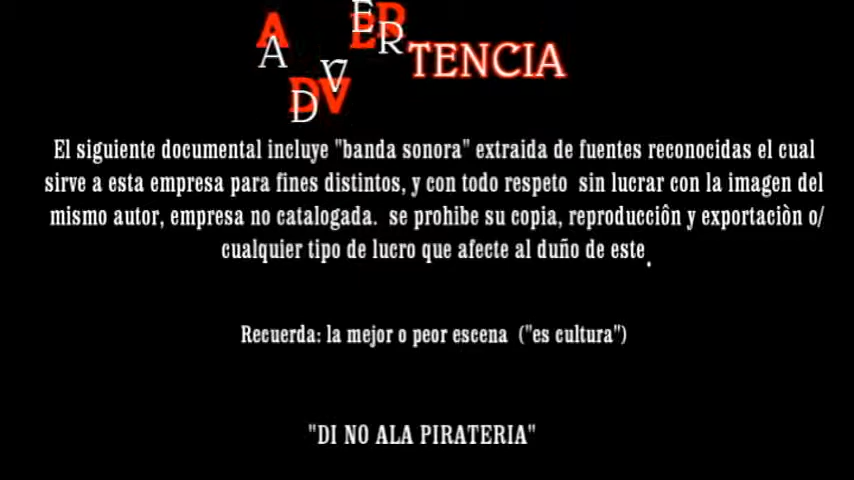 ADVERTENCIA
El siguiente documental incluye "banda sonora" extraida de fuentes reconocidas el cual
sirve a esta empresa para fines distintos, y con todo respeto sin lucrar con la imagen del
mismo autor, empresa no catalogada. se prohibe su copia, reproducciôn y exportaciòn o/
cualquier tipo de lucro que afecte al duño de este.
Recuerda: la mejor o peor escena ("es cultura")
"DI NO ALA PIRATERIA"